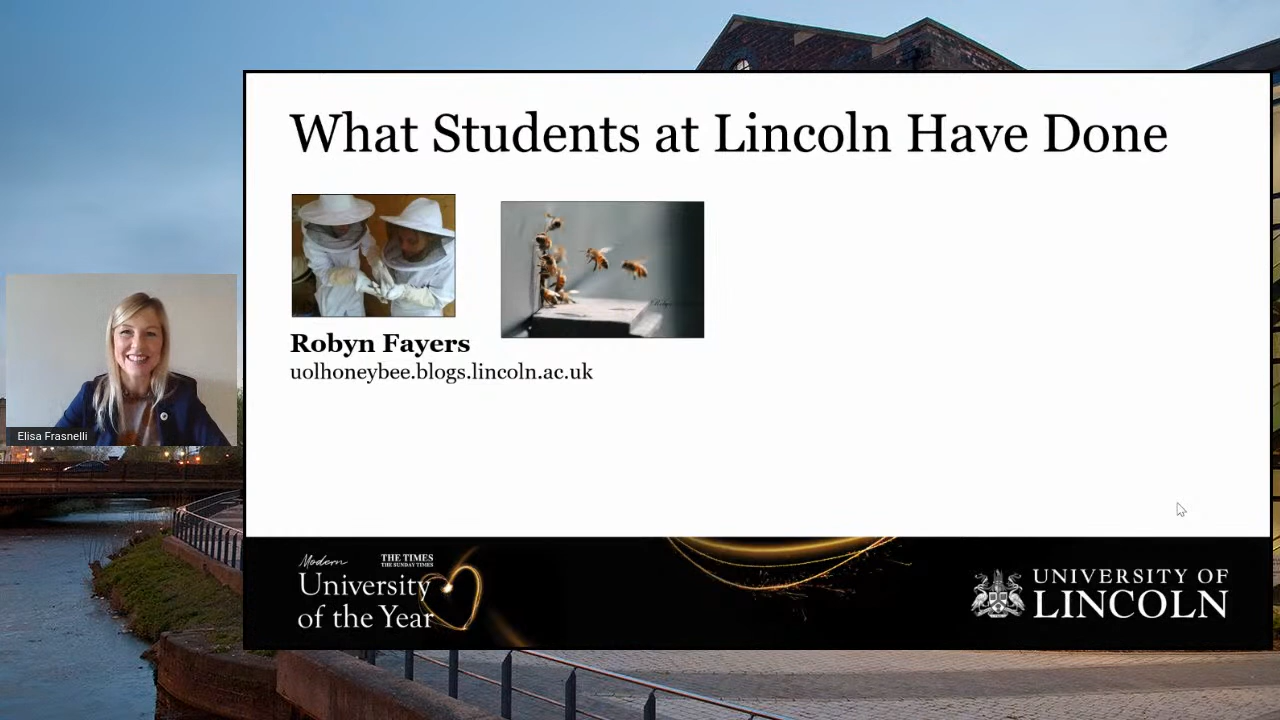 What Students at Lincoln Have Done
Robyn Fayers
uolhoneybee.blogs.lincoln.ac.uk
Elisa Frasnelli
Modern
THE TIMES
THE SUNDAY TIMES
University
of the Year
UNIVERSITY OF
LINCOLN